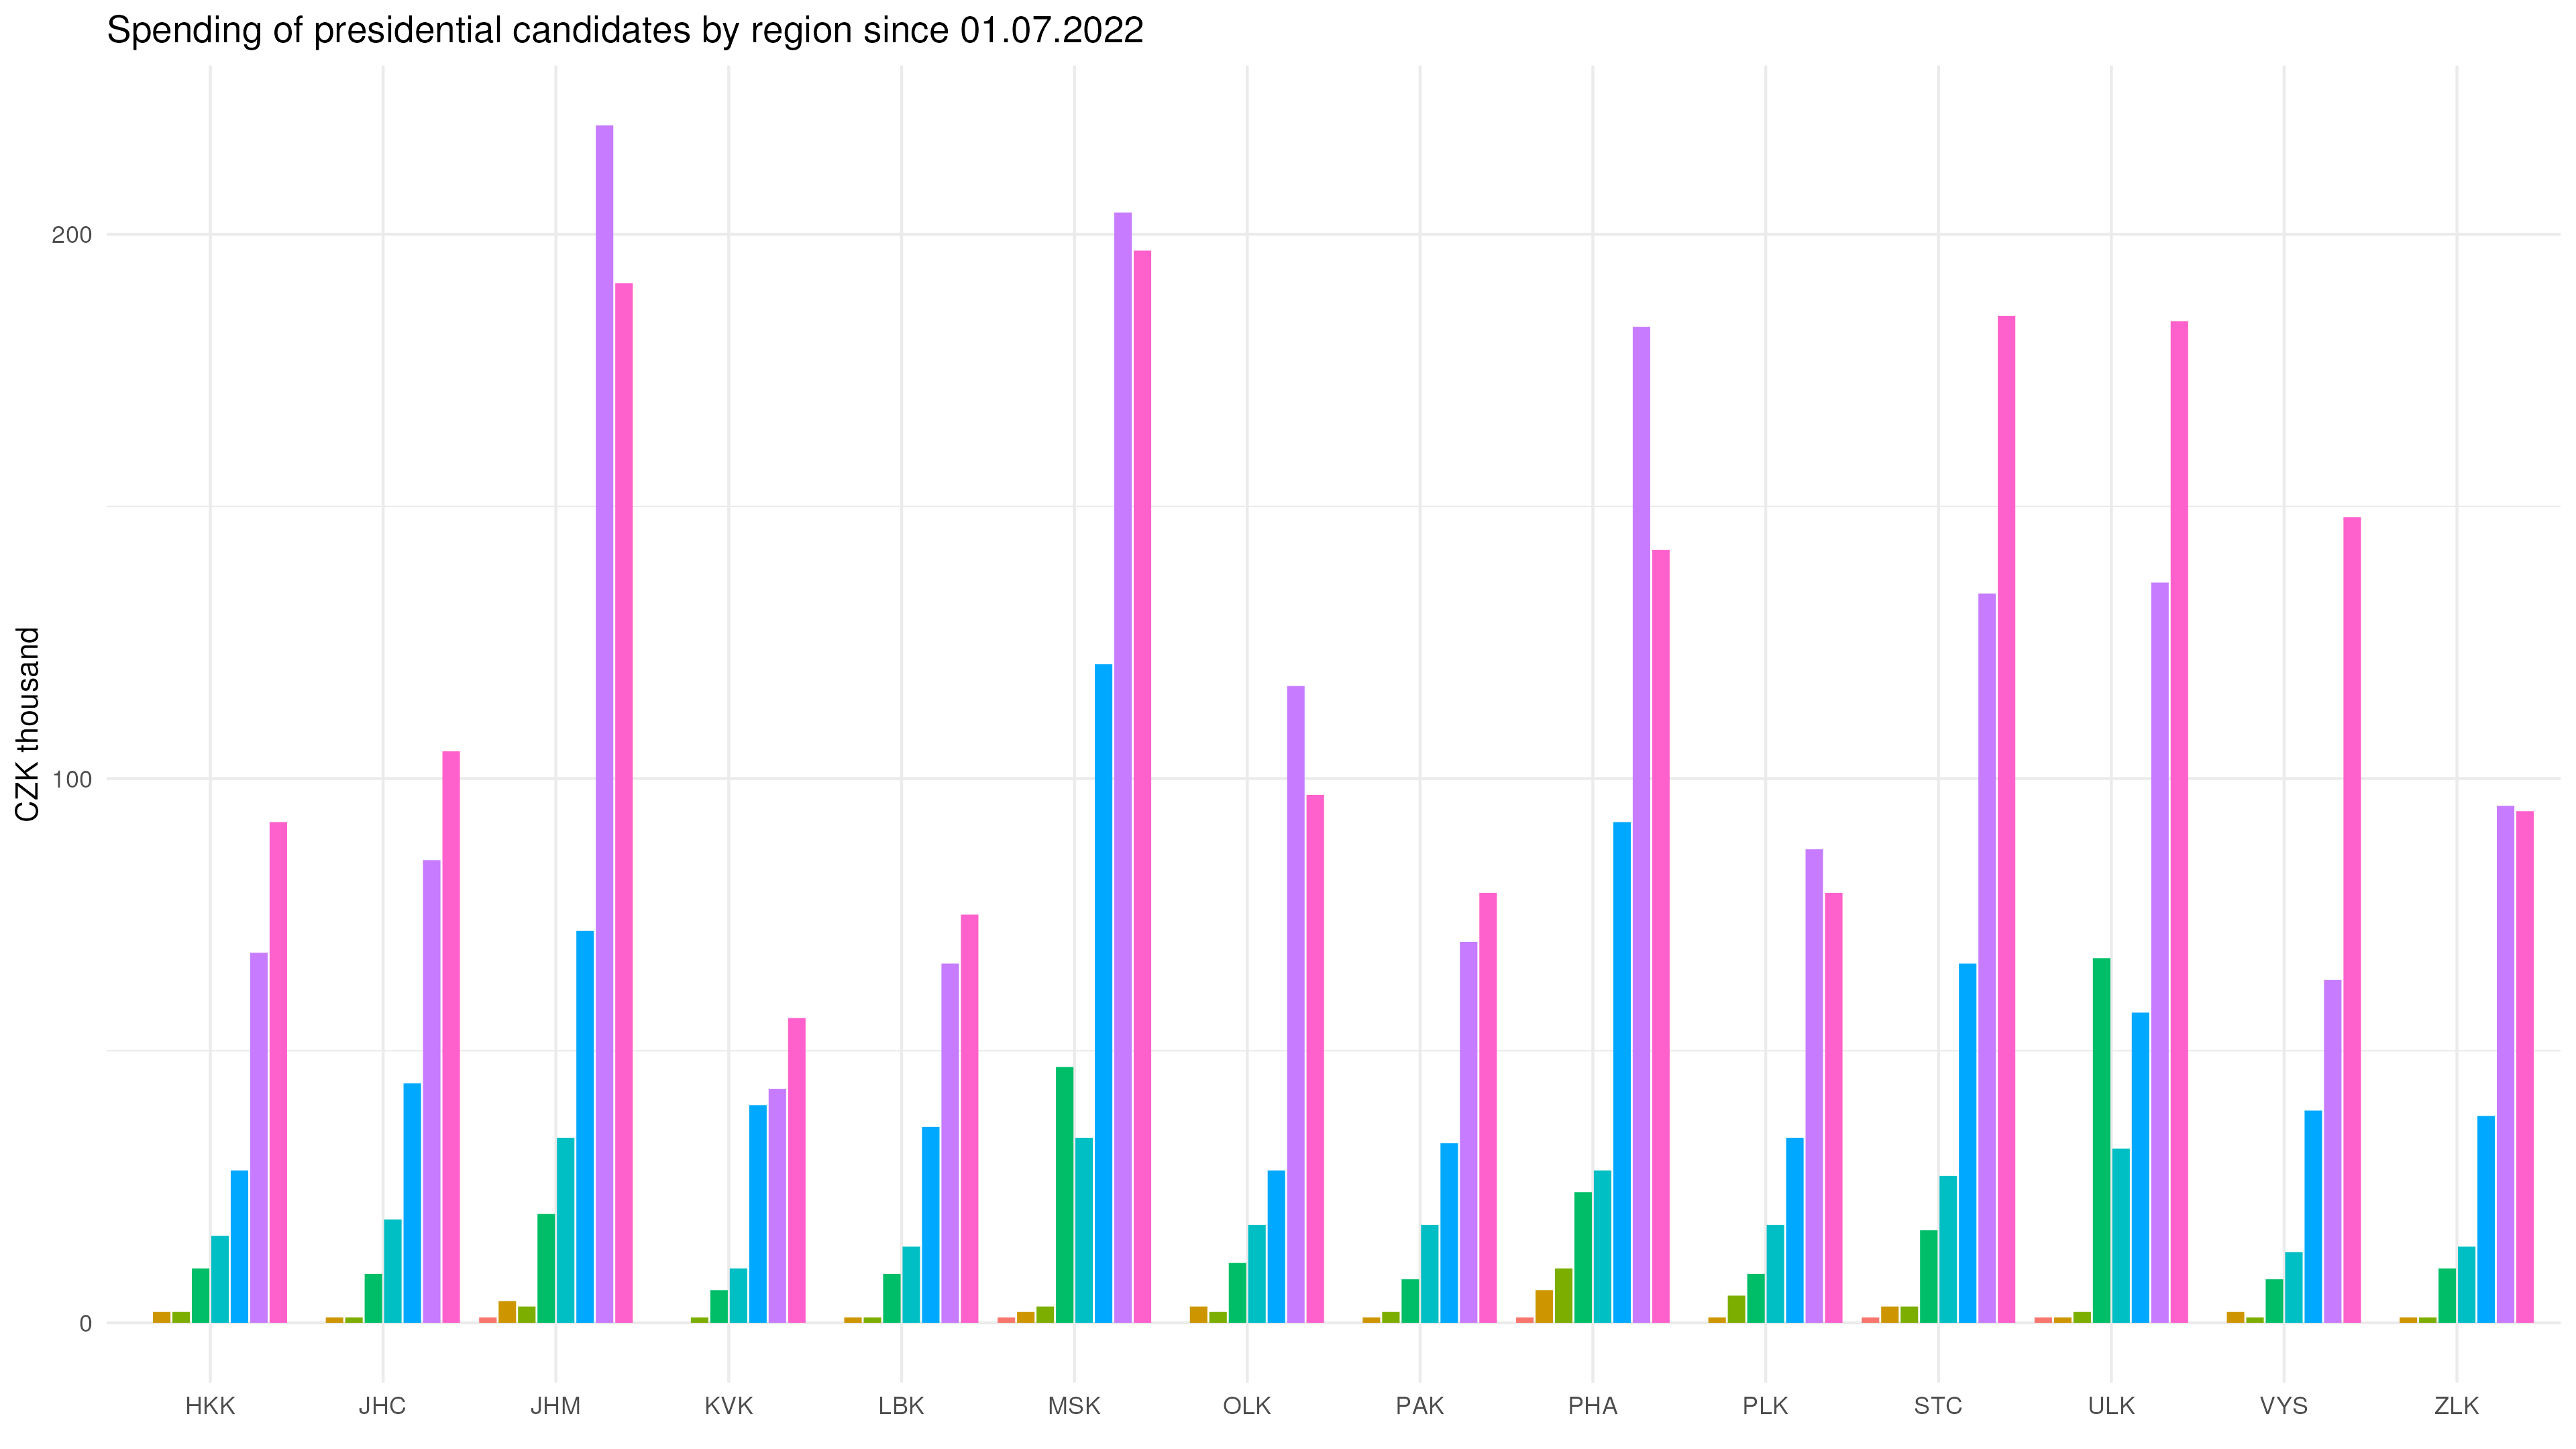 Spending of presidential candidates by region since 01.07.2022
CZK thousand
200
100
0
HKK JHC JHM KVK LBK MSK OLK PAK PHA PLK STC ULK VYS ZLK